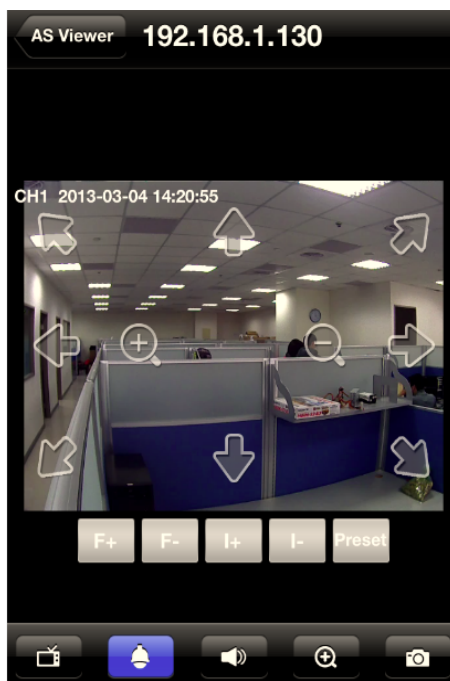 AS Viewer 192.168.1.130
CH1 2013-03-04 14:20:55
F+ F- I+ I- Preset